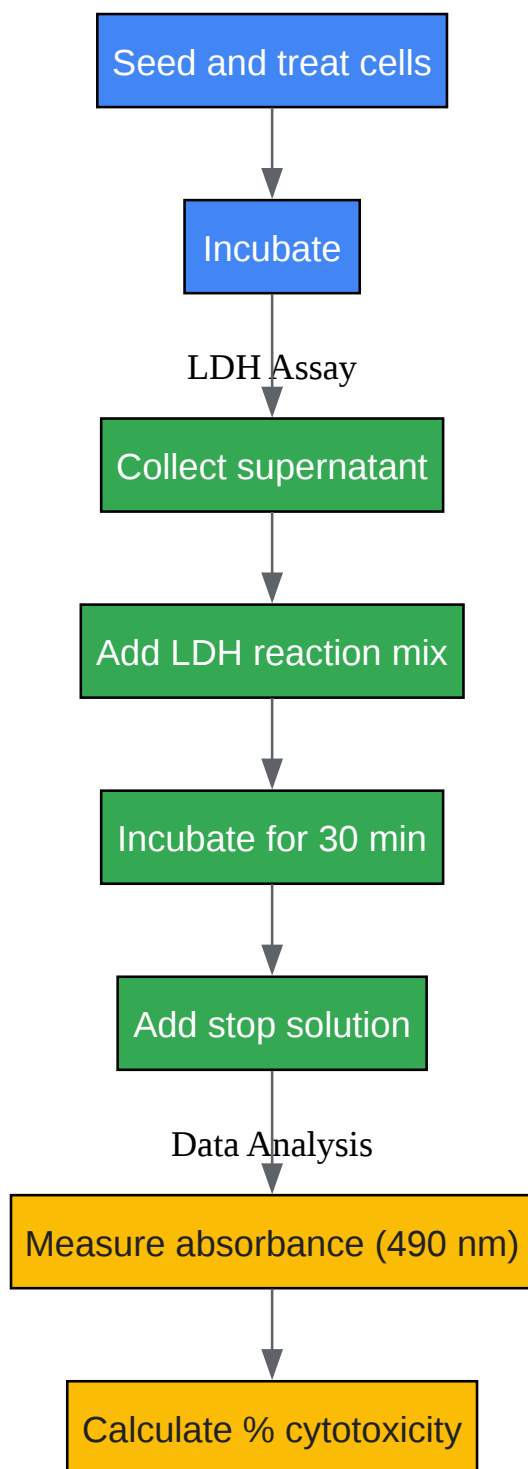 Seed and treat cells
Incubate
LDH Assay
Collect supernatant
Add LDH reaction mix
Incubate for 30 min
Add stop solution
Data Analysis
Measure absorbance (490 nm)
Calculate % cytotoxicity